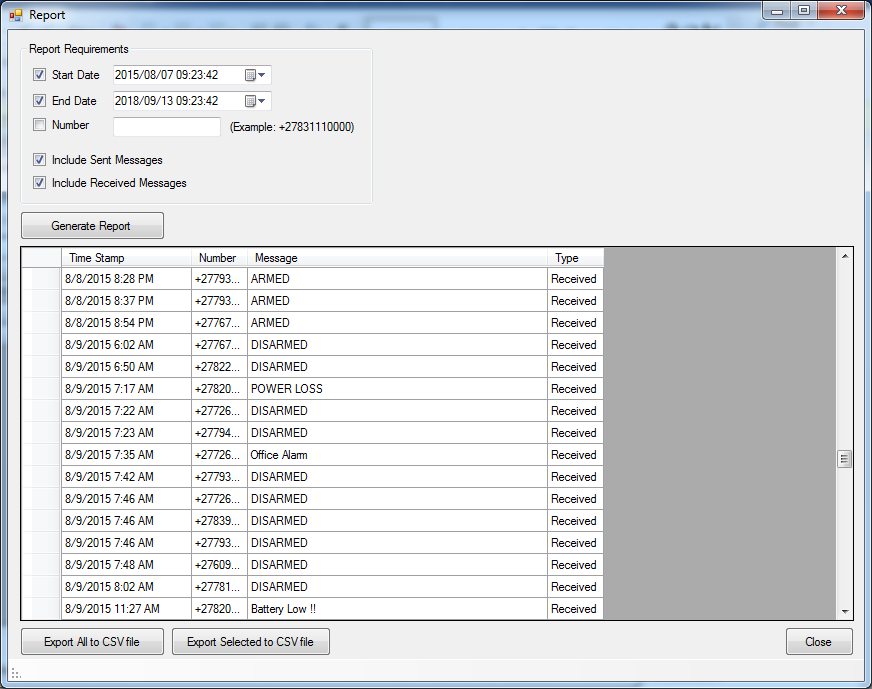 Report
Report Requirements
Start Date 2015/08/07 09:23:42
End Date 2018/09/13 09:23:42
Number (Example: +27831110000)
Include Sent Messages
Include Received Messages
Generate Report
Time Stamp Number Message Type
8/8/2015 8:28 PM +27793... ARMED Received
8/8/2015 8:37 PM +27793... ARMED Received
8/8/2015 8:54 PM +27767... ARMED Received
8/9/2015 6:02 AM +27767... DISARMED Received
8/9/2015 6:50 AM +27822... DISARMED Received
8/9/2015 7:17 AM +27820... POWER LOSS Received
8/9/2015 7:22 AM +27726... DISARMED Received
8/9/2015 7:23 AM +27794... DISARMED Received
8/9/2015 7:35 AM +27726... Office Alarm Received
8/9/2015 7:42 AM +27793... DISARMED Received
8/9/2015 7:46 AM +27726... DISARMED Received
8/9/2015 7:46 AM +27839... DISARMED Received
8/9/2015 7:46 AM +27793... DISARMED Received
8/9/2015 7:48 AM +27609... DISARMED Received
8/9/2015 8:02 AM +27781... DISARMED Received
8/9/2015 11:27 AM +27820... Battery Low !! Received
Export All to CSV file Export Selected to CSV file Close